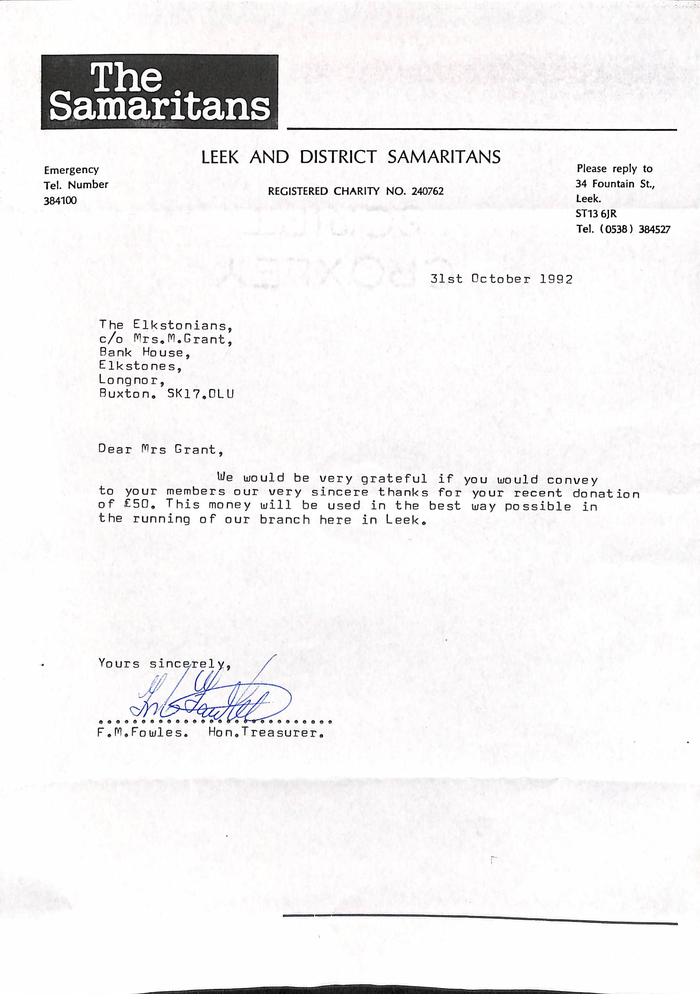 The
Samaritans
LEEK AND DISTRICT SAMARITANS
REGISTERED CHARITY NO. 240762
Emergency
Tel. Number
384100
Please reply to
34 Fountain St.,
Leek.
ST13 6JR
Tel. (0538) 384527
31st October 1992
The Elkstonians,
c/o Mrs.M.Grant,
Bank House,
Elkstones,
Longnor,
Buxton. SK17.0LU
Dear Mrs Grant,
We would be very grateful if you would convey
to your members our very sincere thanks for your recent donation
of £50. This money will be used in the best way possible in
the running of our branch here in Leek.
Yours sincerely,
F.M.Fowles. Hon.Treasurer.